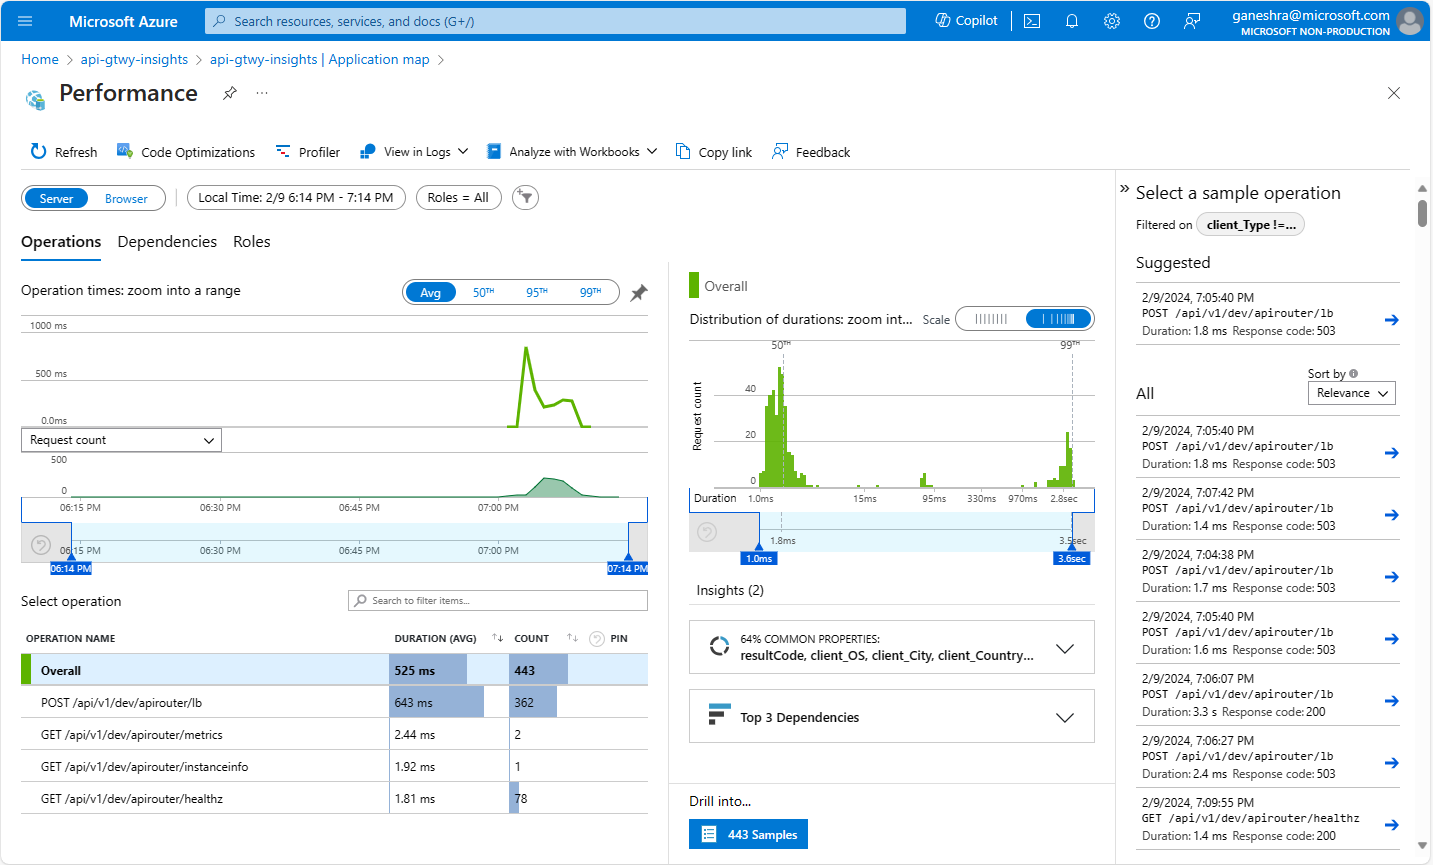 Microsoft Azure
Search resources, services, and docs (G+/)
Copilot
ganeshra@microsoft.com
MICROSOFT NON-PRODUCTION
Home > api-gtwy-insights > api-gtwy-insights | Application map >
Performance
...
Refresh
Code Optimizations
Profiler
View in Logs
Analyze with Workbooks
Copy link
Feedback
Server
Browser
Local Time: 2/9 6:14 PM - 7:14 PM
Roles = All
Operations
Dependencies
Roles
Operation times: zoom into a range
Avg
50TH
95TH
99TH
1000 ms
500 ms
0.0ms
Request count
500
0
06:15 PM
06:30 PM
06:45 PM
07:00 PM
06:15 PM
06:30 PM
06:45 PM
07:00 PM
06:14 PM
07:14 PM
Select operation
Search to filter items...
OPERATION NAME
DURATION (AVG)
COUNT
PIN
Overall
525 ms
443
POST /api/v1/dev/apirouter/lb
643 ms
362
GET /api/v1/dev/apirouter/metrics
2.44 ms
2
GET /api/v1/dev/apirouter/instanceinfo
1.92 ms
1
GET /api/v1/dev/apirouter/healthz
1.81 ms
78
Overall
Distribution of durations: zoom int...
Scale
50TH
99TH
Request count
40
20
0
Duration
1.0ms
15ms
95ms
330ms
970ms
2.8sec
1.8ms
3.5sec
1.0ms
3.6sec
Insights (2)
64% COMMON PROPERTIES:
resultCode, client_OS, client_City, client_Country...
Top 3 Dependencies
Drill into...
443 Samples
Select a sample operation
Filtered on
client_Type !=...
Suggested
2/9/2024, 7:05:40 PM
POST /api/v1/dev/apirouter/lb
Duration: 1.8 ms Response code: 503
Sort by
All
Relevance
2/9/2024, 7:05:40 PM
POST /api/v1/dev/apirouter/lb
Duration: 1.8 ms Response code: 503
2/9/2024, 7:07:42 PM
POST /api/v1/dev/apirouter/lb
Duration: 1.4 ms Response code: 503
2/9/2024, 7:04:38 PM
POST /api/v1/dev/apirouter/lb
Duration: 1.7 ms Response code: 503
2/9/2024, 7:05:40 PM
POST /api/v1/dev/apirouter/lb
Duration: 1.6 ms Response code: 503
2/9/2024, 7:06:07 PM
POST /api/v1/dev/apirouter/lb
Duration: 3.3 s Response code: 200
2/9/2024, 7:06:27 PM
POST /api/v1/dev/apirouter/lb
Duration: 2.4 ms Response code: 503
2/9/2024, 7:09:55 PM
GET /api/v1/dev/apirouter/healthz
Duration: 1.4 ms Response code: 200